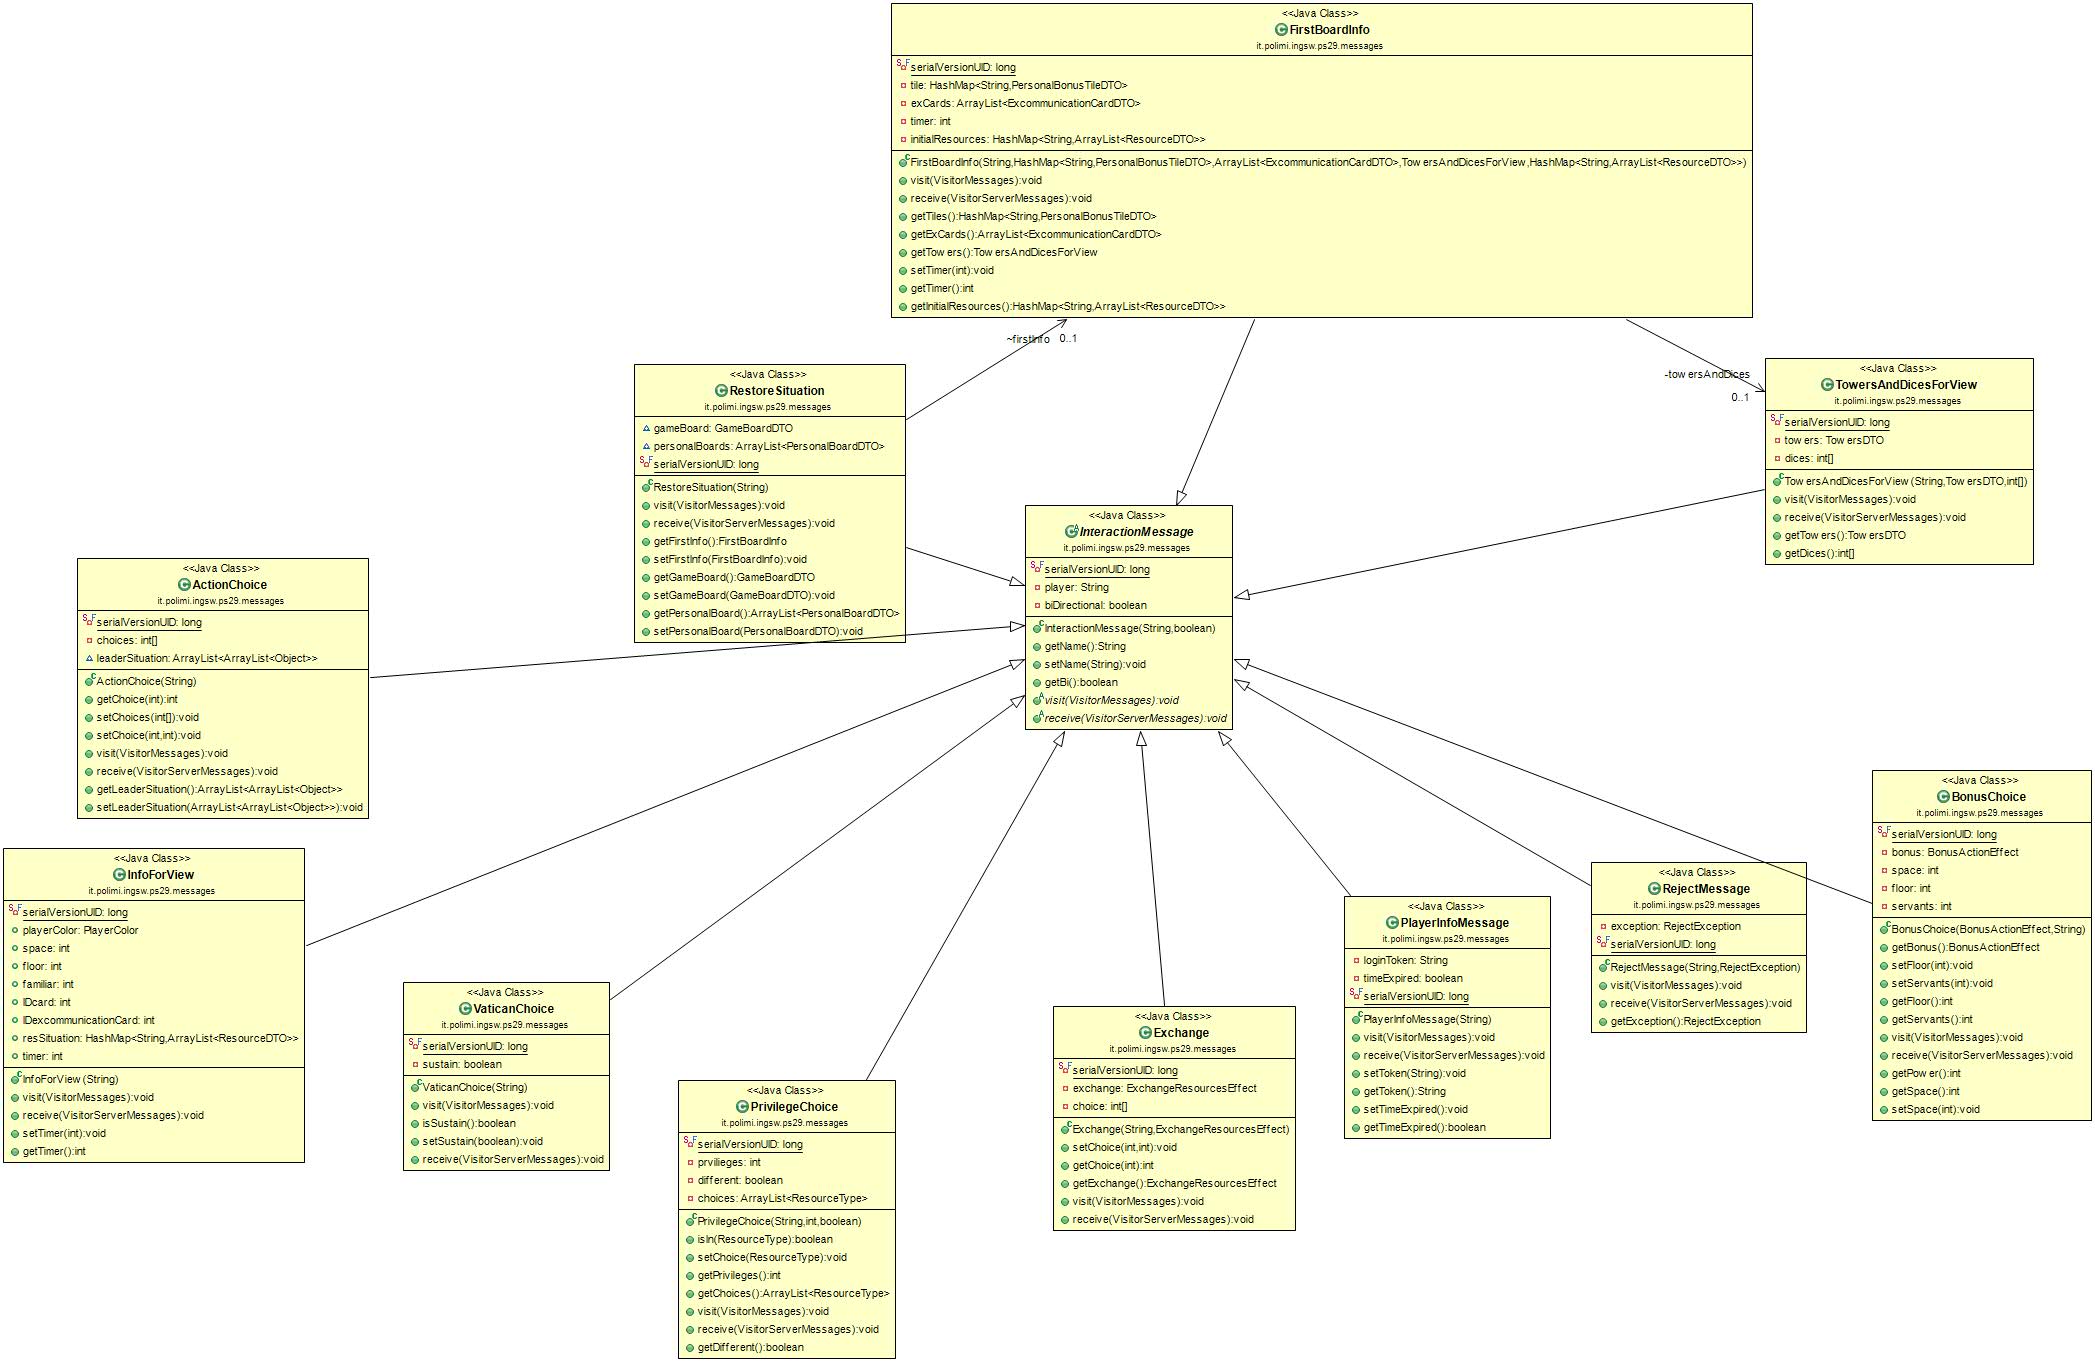 <<Java Class>>
FirstBoardInfo
it.polimi.ingsw.ps29.messages
serialVersionUID: long
tile: HashMap<String,PersonalBonusTileDTO>
exCards: ArrayList<ExcommunicationCardDTO>
timer: int
initialResources: HashMap<String,ArrayList<ResourceDTO>>
FirstBoardInfo(String,HashMap<String,PersonalBonusTileDTO>,ArrayList<ExcommunicationCardDTO>,TowersAndDicesForView,HashMap<String,ArrayList<ResourceDTO>>)
visit(VisitorMessages):void
receive(VisitorServerMessages):void
getTiles():HashMap<String,PersonalBonusTileDTO>
getExCards():ArrayList<ExcommunicationCardDTO>
getTowers():TowersAndDicesForView
setTimer(int):void
getTimer():int
getInitialResources():HashMap<String,ArrayList<ResourceDTO>>
~firstInfo 0..1
-towersAndDices
0..1
<<Java Class>>
RestoreSituation
it.polimi.ingsw.ps29.messages
gameBoard: GameBoardDTO
personalBoards: ArrayList<PersonalBoardDTO>
serialVersionUID: long
RestoreSituation(String)
visit(VisitorMessages):void
receive(VisitorServerMessages):void
getFirstInfo():FirstBoardInfo
setFirstInfo(FirstBoardInfo):void
getGameBoard():GameBoardDTO
setGameBoard(GameBoardDTO):void
getPersonalBoard():ArrayList<PersonalBoardDTO>
setPersonalBoard(PersonalBoardDTO):void
<<Java Class>>
TowersAndDicesForView
it.polimi.ingsw.ps29.messages
serialVersionUID: long
towers: TowersDTO
dices: int[]
TowersAndDicesForView(String,TowersDTO,int[])
visit(VisitorMessages):void
receive(VisitorServerMessages):void
getTowers():TowersDTO
getDices():int[]
<<Java Class>>
InteractionMessage
it.polimi.ingsw.ps29.messages
serialVersionUID: long
player: String
biDirectional: boolean
InteractionMessage(String,boolean)
getName():String
setName(String):void
getBi():boolean
visit(VisitorMessages):void
receive(VisitorServerMessages):void
<<Java Class>>
ActionChoice
it.polimi.ingsw.ps29.messages
serialVersionUID: long
choices: int[]
leaderSituation: ArrayList<ArrayList<Object>>
ActionChoice(String)
getChoice(int):int
setChoices(int[]):void
setChoice(int,int):void
visit(VisitorMessages):void
receive(VisitorServerMessages):void
getLeaderSituation():ArrayList<ArrayList<Object>>
setLeaderSituation(ArrayList<ArrayList<Object>>):void
<<Java Class>>
InfoForView
it.polimi.ingsw.ps29.messages
serialVersionUID: long
playerColor: PlayerColor
space: int
floor: int
familiar: int
IDcard: int
IDexcommunicationCard: int
resSituation: HashMap<String,ArrayList<ResourceDTO>>
timer: int
InfoForView(String)
visit(VisitorMessages):void
receive(VisitorServerMessages):void
setTimer(int):void
getTimer():int
<<Java Class>>
VaticanChoice
it.polimi.ingsw.ps29.messages
serialVersionUID: long
sustain: boolean
VaticanChoice(String)
visit(VisitorMessages):void
isSustain():boolean
setSustain(boolean):void
receive(VisitorServerMessages):void
<<Java Class>>
PrivilegeChoice
it.polimi.ingsw.ps29.messages
serialVersionUID: long
prvilieges: int
different: boolean
choices: ArrayList<ResourceType>
PrivilegeChoice(String,int,boolean)
isIn(ResourceType):boolean
setChoice(ResourceType):void
getPrivileges():int
getChoices():ArrayList<ResourceType>
visit(VisitorMessages):void
receive(VisitorServerMessages):void
getDifferent():boolean
<<Java Class>>
Exchange
it.polimi.ingsw.ps29.messages
serialVersionUID: long
exchange: ExchangeResourcesEffect
choice: int[]
Exchange(String,ExchangeResourcesEffect)
setChoice(int,int):void
getChoice(int):int
getExchange():ExchangeResourcesEffect
visit(VisitorMessages):void
receive(VisitorServerMessages):void
<<Java Class>>
PlayerInfoMessage
it.polimi.ingsw.ps29.messages
loginToken: String
timeExpired: boolean
serialVersionUID: long
PlayerInfoMessage(String)
visit(VisitorMessages):void
receive(VisitorServerMessages):void
setToken(String):void
getToken():String
setTimeExpired():void
getTimeExpired():boolean
<<Java Class>>
RejectMessage
it.polimi.ingsw.ps29.messages
exception: RejectException
serialVersionUID: long
RejectMessage(String,RejectException)
visit(VisitorMessages):void
receive(VisitorServerMessages):void
getException():RejectException
<<Java Class>>
BonusChoice
it.polimi.ingsw.ps29.messages
serialVersionUID: long
bonus: BonusActionEffect
space: int
floor: int
servants: int
BonusChoice(BonusActionEffect,String)
getBonus():BonusActionEffect
setFloor(int):void
setServants(int):void
getFloor():int
getServants():int
visit(VisitorMessages):void
receive(VisitorServerMessages):void
getPower():int
getSpace():int
setSpace(int):void